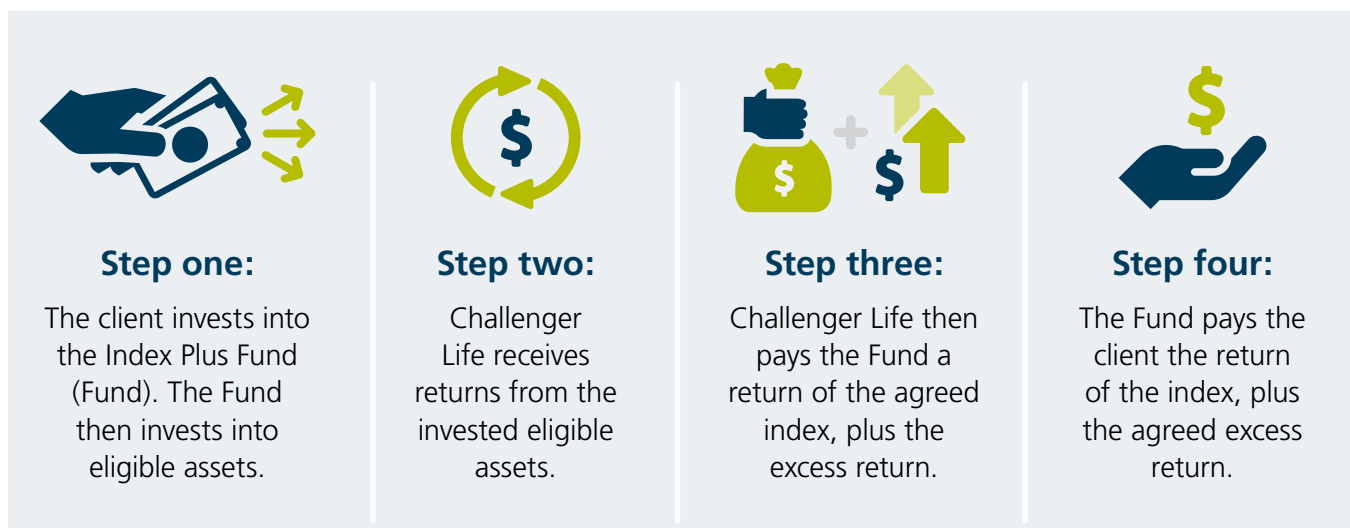 $
Step one:
The client invests into
the Index Plus Fund
(Fund). The Fund
then invests into
eligible assets.
$
Step two:
Challenger
Life receives
returns from the
invested eligible
assets.
$
+
$
Step three:
Challenger Life then
pays the Fund a
return of the agreed
index, plus the
excess return.
$
Step four:
The Fund pays the
client the return
of the index, plus
the agreed excess
return.